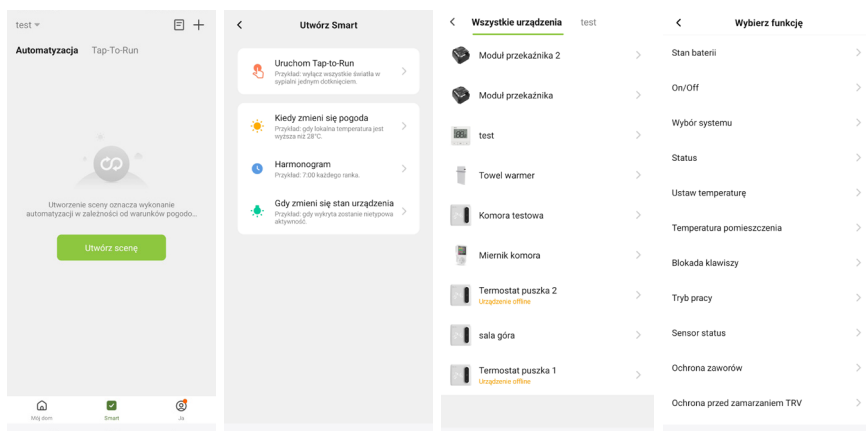 test
Automatyzacja Tap-To-Run
Utworzenie sceny oznacza wykonanie
automatyzacji w zależności od warunków pogodo...
Utwórz scenę
Mój dom Smart Ja
Utwórz Smart
Uruchom Tap-to-Run
Przykład: wyłącz wszystkie światła w
sypialni jednym dotknięciem.
Kiedy zmieni się pogoda
Przykład: gdy lokalna temperatura jest
wyższa niż 28°C.
Harmonogram
Przykład: 7:00 każdego ranka.
Gdy zmieni się stan urządzenia
Przykład: gdy wykryta zostanie nietypowa
aktywność.
Wszystkie urządzenia test
Moduł przekaźnika 2
Moduł przekaźnika
test
Towel warmer
Komora testowa
Miernik komora
Termostat puszka 2
Urządzenie offline
sala góra
Termostat puszka 1
Urządzenie offline
Wybierz funkcję
Stan baterii
On/Off
Wybór systemu
Status
Ustaw temperaturę
Temperatura pomieszczenia
Blokada klawiszy
Tryb pracy
Sensor status
Ochrona zaworów
Ochrona przed zamarzaniem TRV